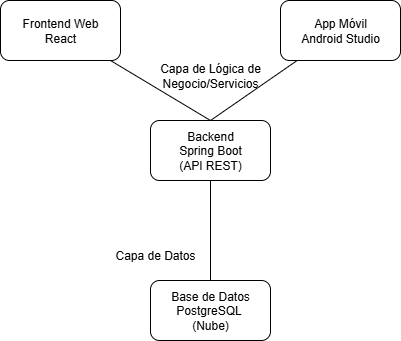 Frontend Web
React
App Móvil
Android Studio
Capa de Lógica de
Negocio/Servicios
Backend
Spring Boot
(API REST)
Capa de Datos
Base de Datos
PostgreSQL
(Nube)